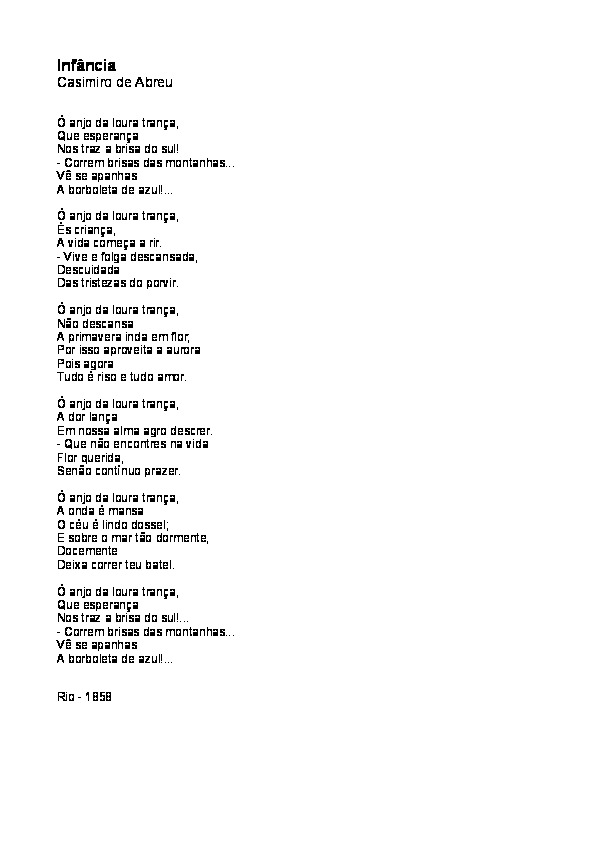 Infância
Casimiro de Abreu
Ó anjo da loura trança,
Que esperança
Nos traz a brisa do sul!
- Correm brisas das montanhas...
Vê se apanhas
A borboleta de azul!...
Ó anjo da loura trança,
És criança,
A vida começa a rir.
- Vive e folga descansada,
Descuidada
Das tristezas do porvir.
Ó anjo da loura trança,
Não descansa
A primavera inda em flor,
Por isso aproveita a aurora
Pois agora
Tudo é riso e tudo amor.
Ó anjo da loura trança,
A dor lança
Em nossa alma agro descrer.
- Que não encontres na vida
Flor querida,
Senão contínuo prazer.
Ó anjo da loura trança,
A onda é mansa
O céu é lindo dossel;
E sobre o mar tão dormente,
Docemente
Deixa correr teu batel.
Ó anjo da loura trança,
Que esperança
Nos traz a brisa do sul!...
- Correm brisas das montanhas...
Vê se apanhas
A borboleta de azul!...
Rio - 1858